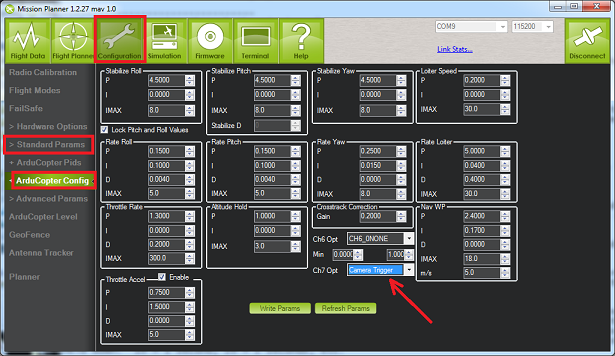 Mission Planner 1.2.27 mav 1.0
Flight Data
Flight Planner
Configuration
Simulation
Firmware
Terminal
Help
COM9
115200
Link Stats...
Disconnect
Radio Calibration
Flight Modes
FailSafe
> Hardware Options
> Standard Params
+ ArduCopter Pids
ArduCopter Config
> Advanced Params
ArduCopter Level
GeoFence
Antenna Tracker
Planner
Stabilize Roll
P 4.5000
I 0.0000
IMAX 8.0
Lock Pitch and Roll Values
Stabilize Pitch
P 4.5000
I 0.0000
IMAX 8.0
Stabilize D
Stabilize Yaw
P 4.5000
I 0.0000
IMAX 8.0
Loiter Speed
P 0.2000
I 0.0000
IMAX 30.0
Rate Roll
P 0.1500
I 0.1000
D 0.0040
IMAX 5.0
Rate Pitch
P 0.1500
I 0.1000
D 0.0040
IMAX 5.0
Rate Yaw
P 0.2500
I 0.0150
D 0.0000
IMAX 8.0
Rate Loiter
P 5.0000
I 0.0400
D 0.4000
IMAX 30.0
Throttle Rate
P 1.3000
I 0.0000
D 0.2000
IMAX 300.0
Altitude Hold
P 1.0000
I 0.0000
IMAX 3.0
Crosstrack Correction
Gain 0.2000
Ch6 Opt CH6_0NONE
Min 0.0000 1.000
Ch7 Opt Camera Trigger
Nav WP
P 2.4000
I 0.1700
D 0.0000
IMAX 18.0
m/s 5.0
Throttle Accel Enable
P 0.7500
I 1.5000
D 0.0000
IMAX 5.0
Write Params
Refresh Params